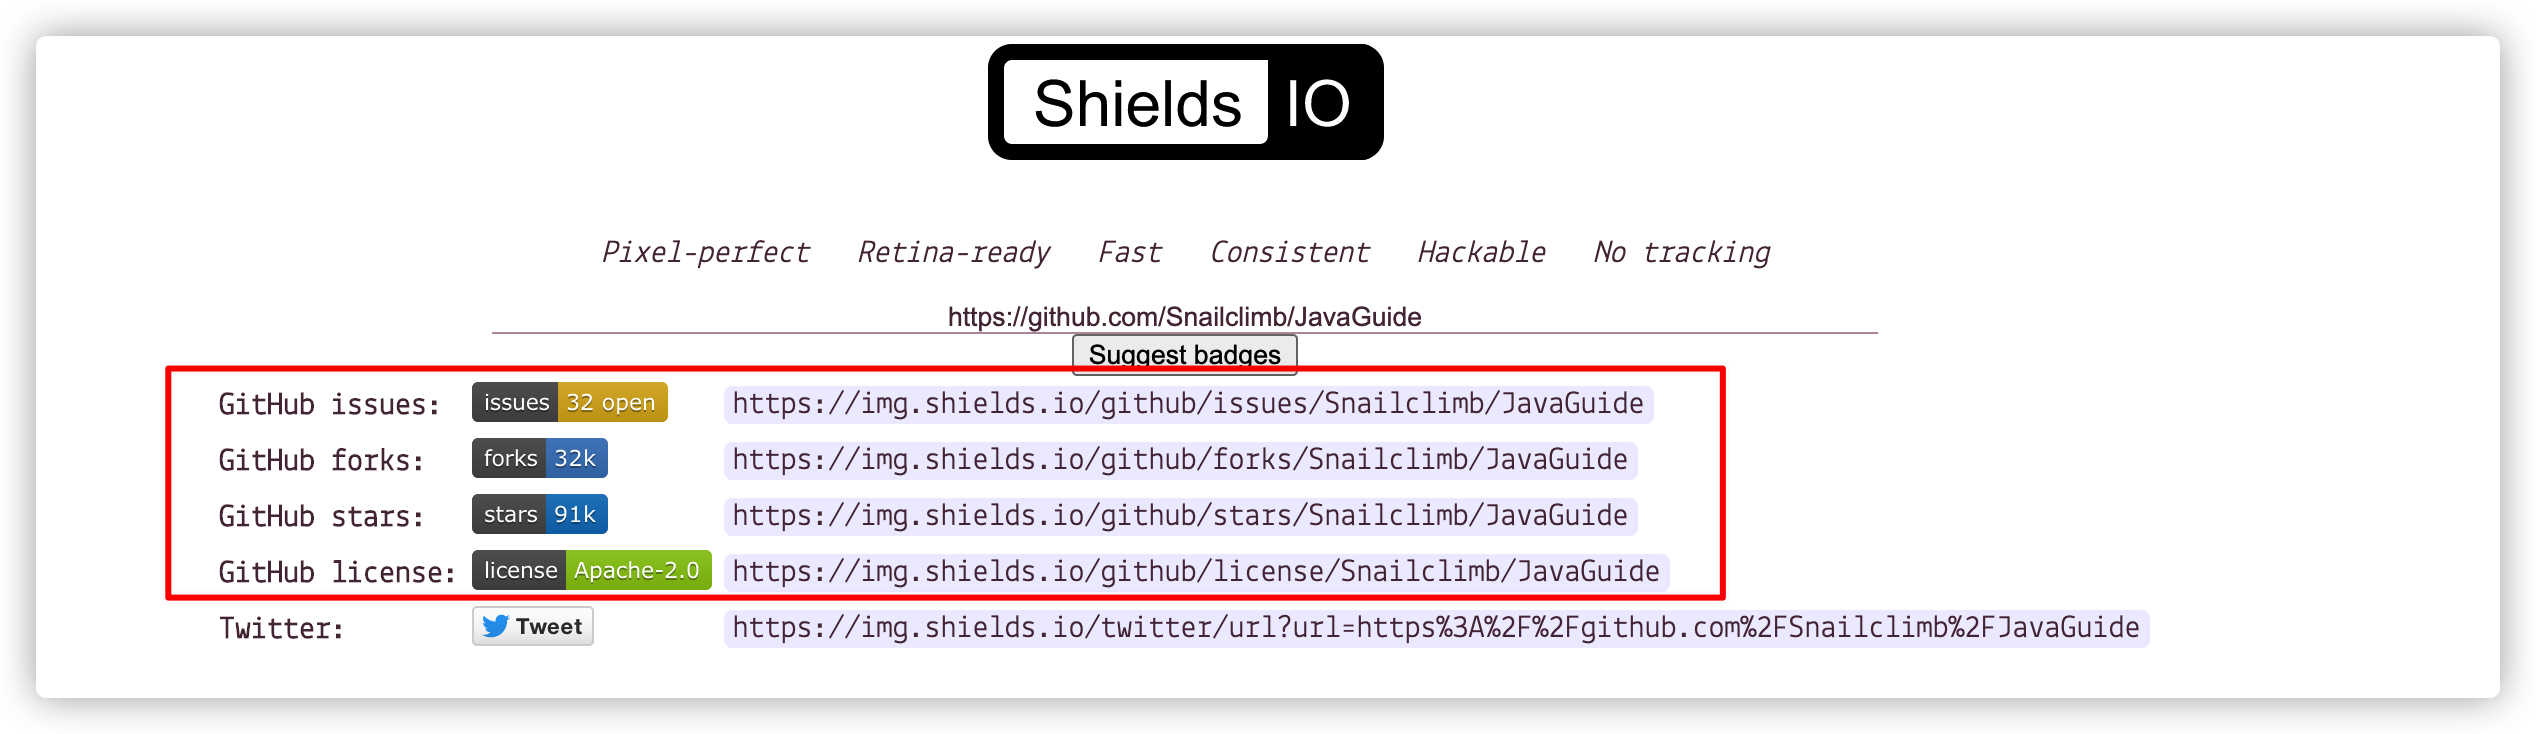 Shields IO
Pixel-perfect Retina-ready Fast Consistent Hackable No tracking
https://github.com/Snailclimb/JavaGuide
Suggest badges
GitHub issues: issues 32 open https://img.shields.io/github/issues/Snailclimb/JavaGuide
GitHub forks: forks 32k https://img.shields.io/github/forks/Snailclimb/JavaGuide
GitHub stars: stars 91k https://img.shields.io/github/stars/Snailclimb/JavaGuide
GitHub license: license Apache-2.0 https://img.shields.io/github/license/Snailclimb/JavaGuide
Twitter: Tweet https://img.shields.io/twitter/url?url=https%3A%2F%2Fgithub.com%2FSnailclimb%2FJavaGuide